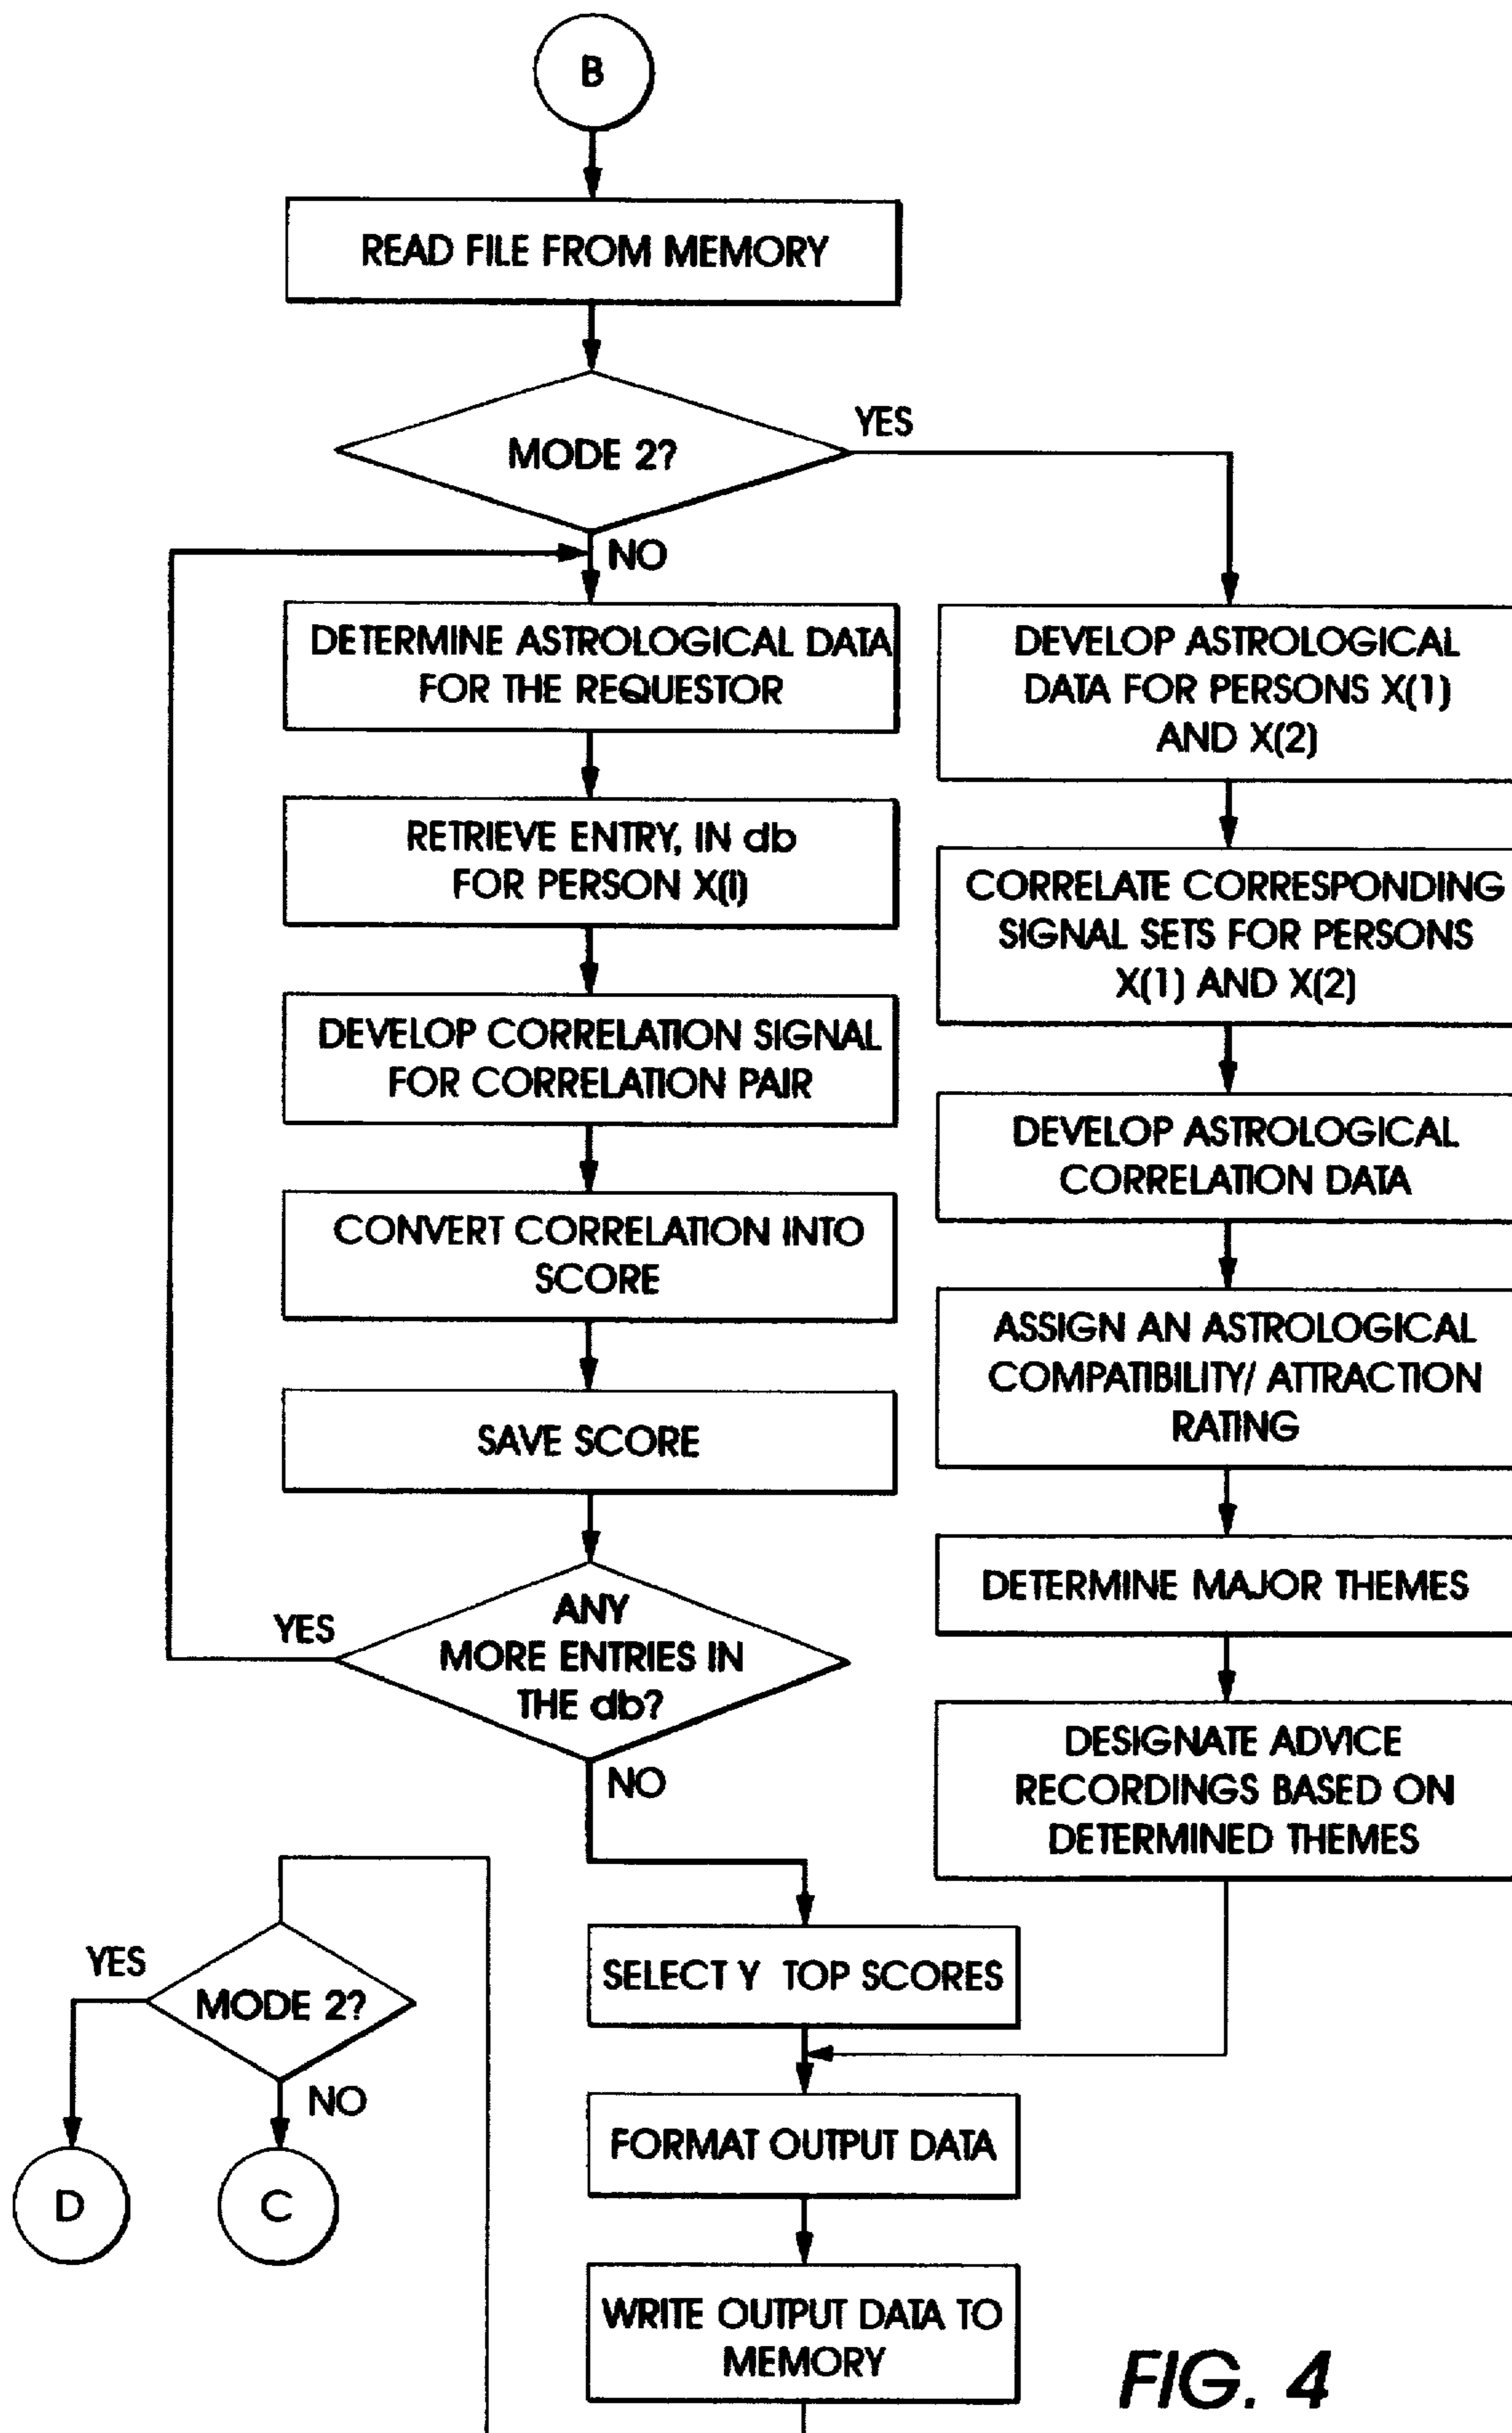 B
READ FILE FROM MEMORY
MODE 2?
YES
NO
DETERMINE ASTROLOGICAL DATA
FOR THE REQUESTOR
RETRIEVE ENTRY, IN db
FOR PERSON X(I)
DEVELOP CORRELATION SIGNAL
FOR CORRELATION PAIR
CONVERT CORRELATION INTO
SCORE
SAVE SCORE
ANY
MORE ENTRIES IN
THE db?
YES
NO
DEVELOP ASTROLOGICAL
DATA FOR PERSONS X(1)
AND X(2)
CORRELATE CORRESPONDING
SIGNAL SETS FOR PERSONS
X(1) AND X(2)
DEVELOP ASTROLOGICAL
CORRELATION DATA
ASSIGN AN ASTROLOGICAL
COMPATIBILITY/ ATTRACTION
RATING
DETERMINE MAJOR THEMES
DESIGNATE ADVICE
RECORDINGS BASED ON
DETERMINED THEMES
SELECT Y TOP SCORES
FORMAT OUTPUT DATA
WRITE OUTPUT DATA TO
MEMORY
MODE 2?
YES
NO
D
C
FIG. 4